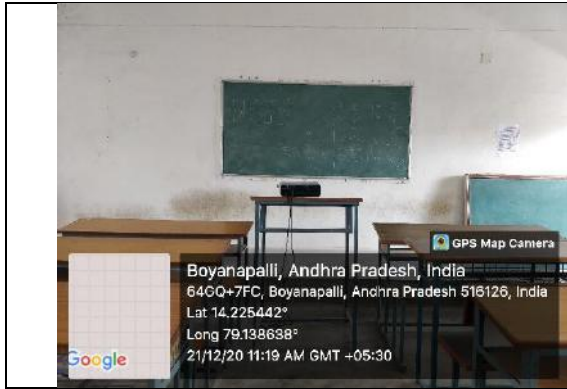 GPS Map Camera
Boyanapalli, Andhra Pradesh, India
64GQ+7FC, Boyanapalli, Andhra Pradesh 516126, India
Lat 14.225442°
Long 79.138638°
21/12/20 11:19 AM GMT +05:30
Google